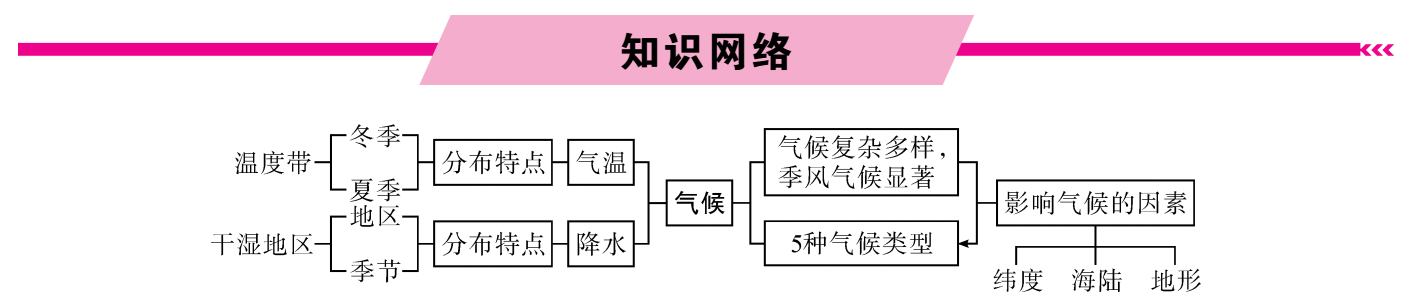 知识网络
温度带
冬季
夏季
分布特点
气温
干湿地区
地区
季节
分布特点
降水
气候
气候复杂多样，
季风气候显著
5种气候类型
影响气候的因素
纬度
海陆
地形